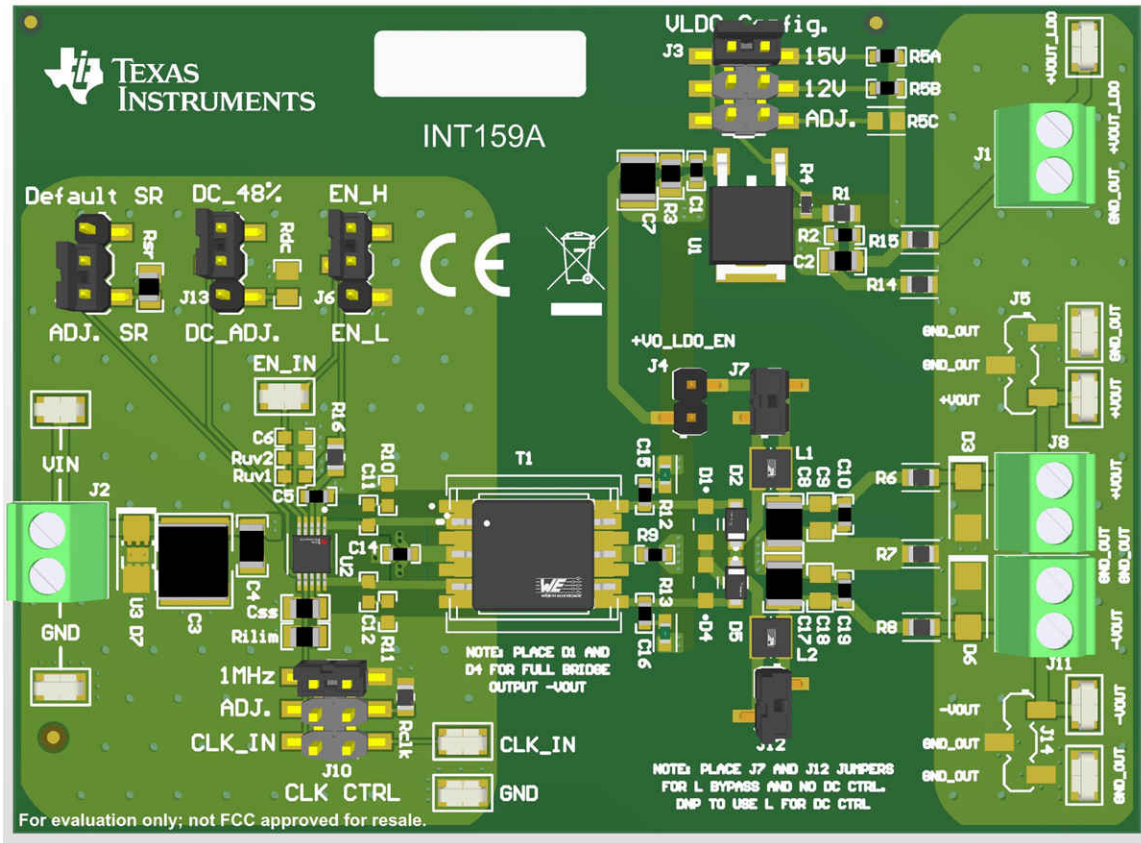 TEXAS
INSTRUMENTS
INT159A
VLDO Config.
J3
15V
R5A
12V
R5B
ADJ.
R5C
+VOUT_LDO
J1
+VOUT_LDO
GND_OUT
Default SR
DC_48%
EN_H
Rsr
Rdc
J13
J6
ADJ. SR
DC_ADJ.
EN_L
CE
C7
R3
C1
U1
R4
R1
R2
C2
R15
R14
J5
GND_OUT
GND_OUT
GND_OUT
+VOUT
+VOUT
EN_IN
+VO_LDO_EN
J4
J7
VIN
C6
Ruv2
Ruv1
R16
C5
C11
R10
T1
C15
R12
D1
D2
L1
C8
C9
C10
R6
D3
J8
+VOUT
GND_OUT
J2
U3 D7
C3
C4
U2
C14
R9
R7
WE
GND
Css
Rilim
C12
R11
C16
R13
D4
D5
L2
C17
C18
C19
R8
D6
GND_OUT
-VOUT
J11
NOTE: PLACE D1 AND
D4 FOR FULL BRIDGE
OUTPUT -VOUT
1MHz
ADJ.
CLK_IN
Rclk
J10
CLK CTRL
CLK_IN
GND
J12
NOTE: PLACE J7 AND J12 JUMPERS
FOR L BYPASS AND NO DC CTRL.
DNP TO USE L FOR DC CTRL
-VOUT
-VOUT
J14
GND_OUT
GND_OUT
GND_OUT
For evaluation only; not FCC approved for resale.